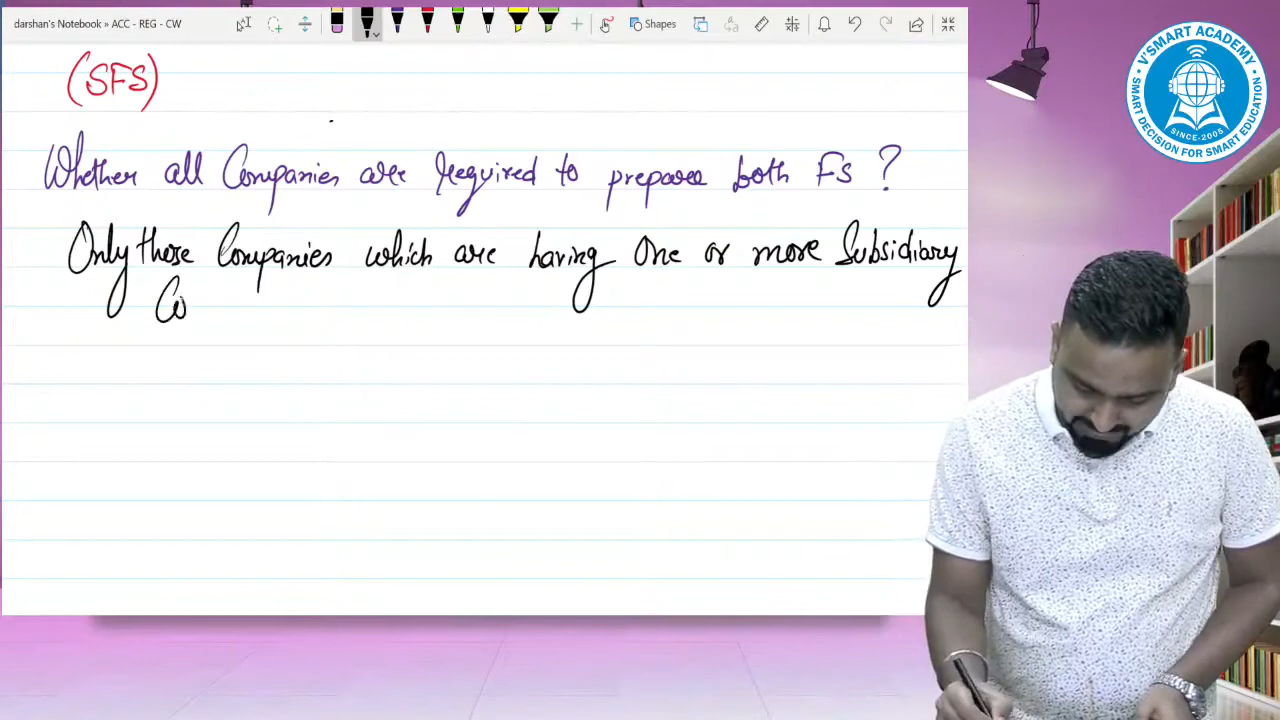 darshan's Notebook » ACC - REG - CW
Shapes
(SFS)
Whether all Companies are required to prepare both FS ?
Only those Companies which are having One or more Subsidiary
Co
V'SMART ACADEMY
SINCE-2005
SMART DECISION FOR SMART EDUCATION